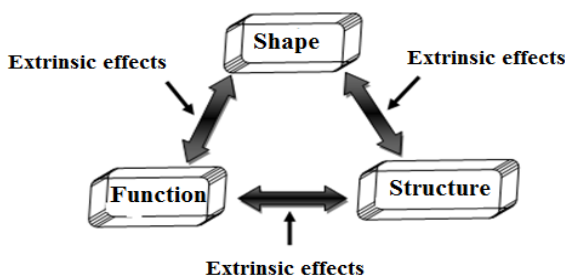 Shape
Extrinsic effects
Extrinsic effects
Function
Structure
Extrinsic effects